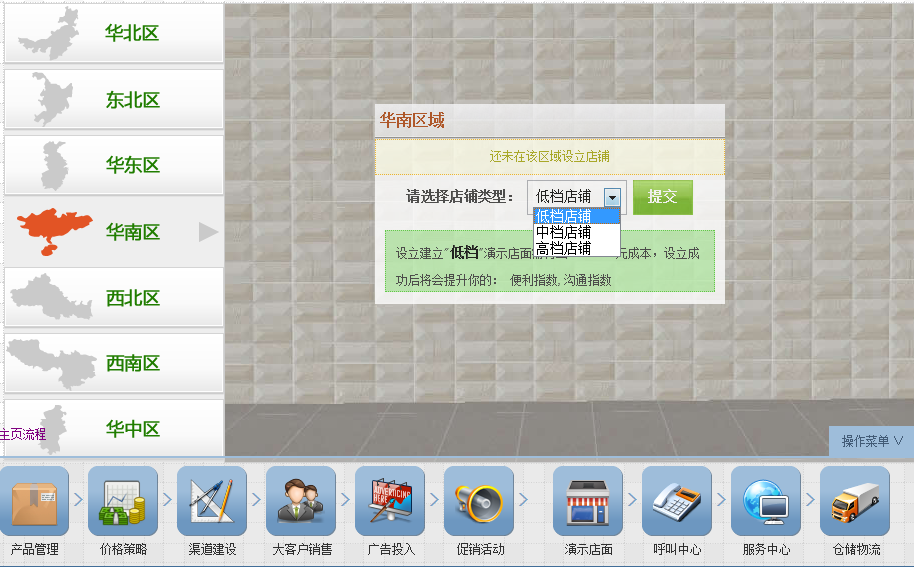 华北区
东北区
华东区
华南区
西北区
西南区
华中区
主页流程
华南区域
还未在该区域设立店铺
请选择店铺类型： 低档店铺 提交
低档店铺
中档店铺
高档店铺
设立建立"低档"演示店面 元成本，设立成
功后将会提升你的： 便利指数,沟通指数
操作菜单
产品管理 价格策略 渠道建设 大客户销售 广告投入 促销活动 演示店面 呼叫中心 服务中心 仓储物流
ADVERTISING
HERE